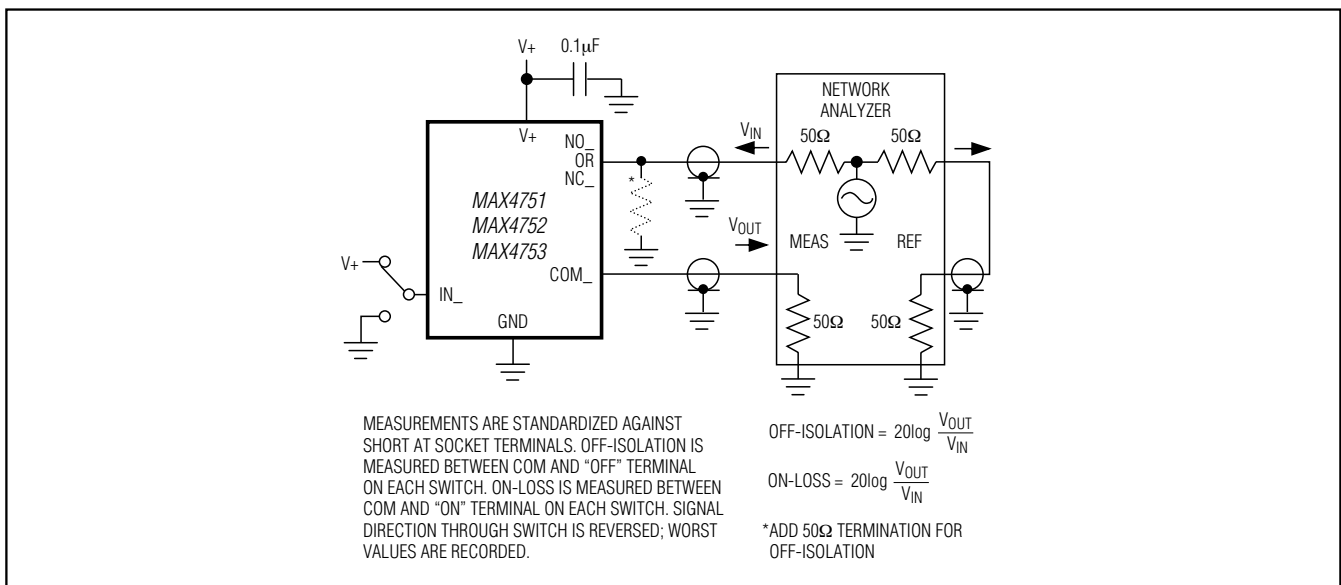 V+
0.1µF
V+
NO_
OR
NC_
*
MAX4751
MAX4752
MAX4753
COM_
V+
IN_
GND
VIN
VOUT
NETWORK
ANALYZER
50Ω
50Ω
MEAS
REF
50Ω
50Ω
MEASUREMENTS ARE STANDARDIZED AGAINST
SHORT AT SOCKET TERMINALS. OFF-ISOLATION IS
MEASURED BETWEEN COM AND “OFF” TERMINAL
ON EACH SWITCH. ON-LOSS IS MEASURED BETWEEN
COM AND “ON” TERMINAL ON EACH SWITCH. SIGNAL
DIRECTION THROUGH SWITCH IS REVERSED; WORST
VALUES ARE RECORDED.
OFF-ISOLATION = 20log VOUT
VIN
ON-LOSS = 20log VOUT
VIN
*ADD 50Ω TERMINATION FOR
OFF-ISOLATION